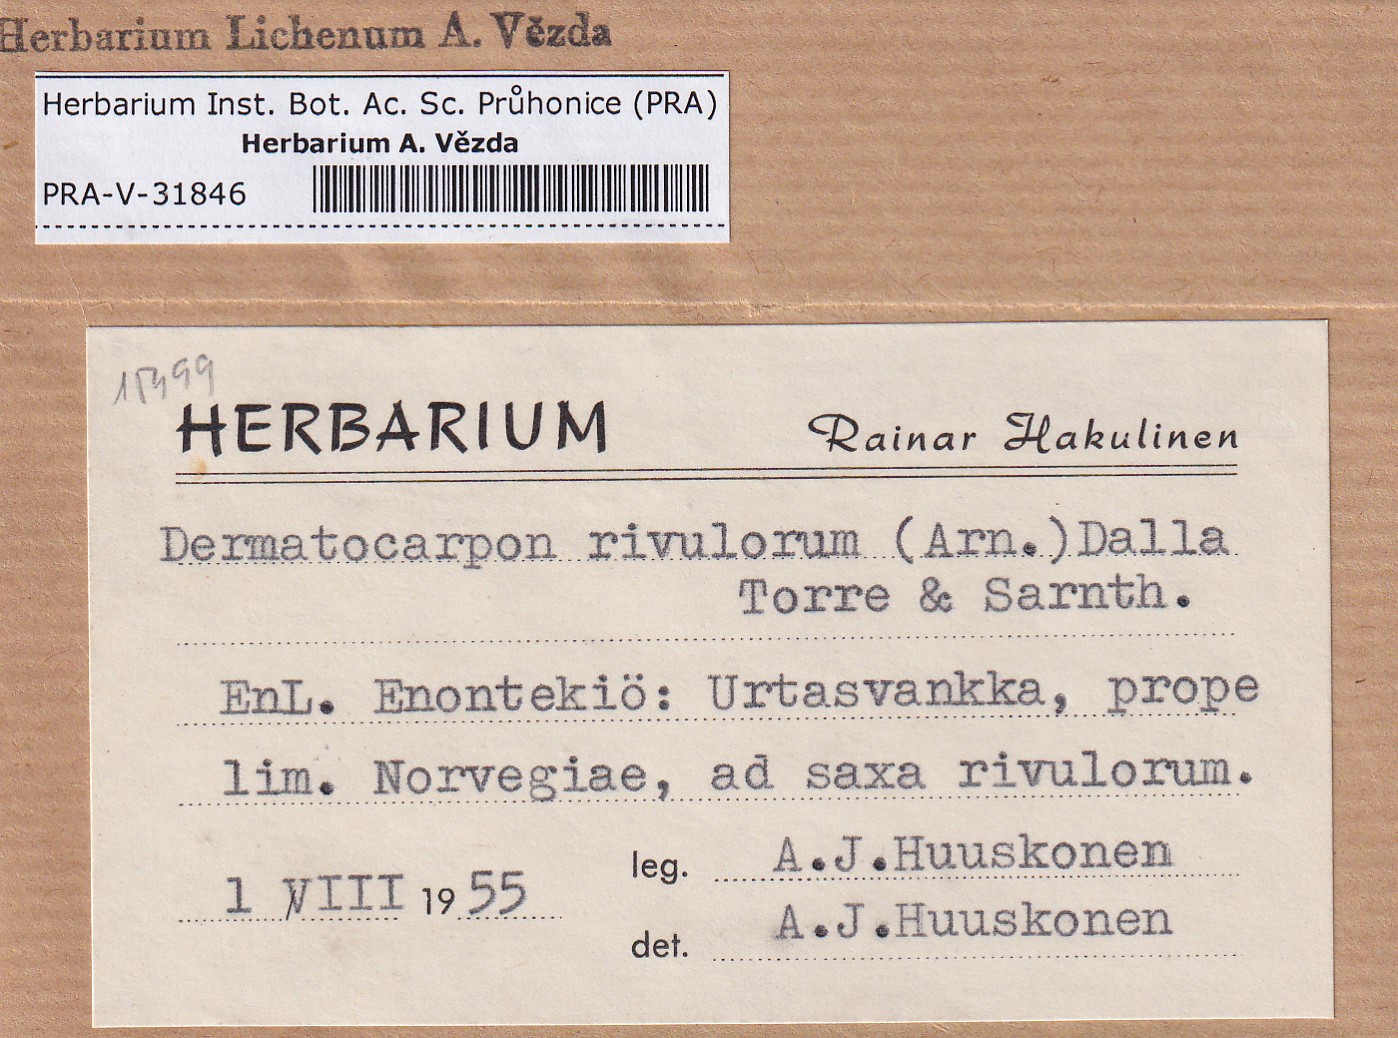 Herbarium Lichenum A. Vězda
Herbarium Inst. Bot. Ac. Sc. Průhonice (PRA)
Herbarium A. Vězda
PRA-V-31846
15499
HERBARIUM Rainar Hakulinen
Dermatocarpon rivulorum (Arn.) Dalla
Torre & Sarnth.
EnL. Enontekiö: Urtasvankka, prope
lim. Norvegiae, ad saxa rivulorum.
leg. A.J.Huuskonen
1 VIII 1955
det. A.J.Huuskonen